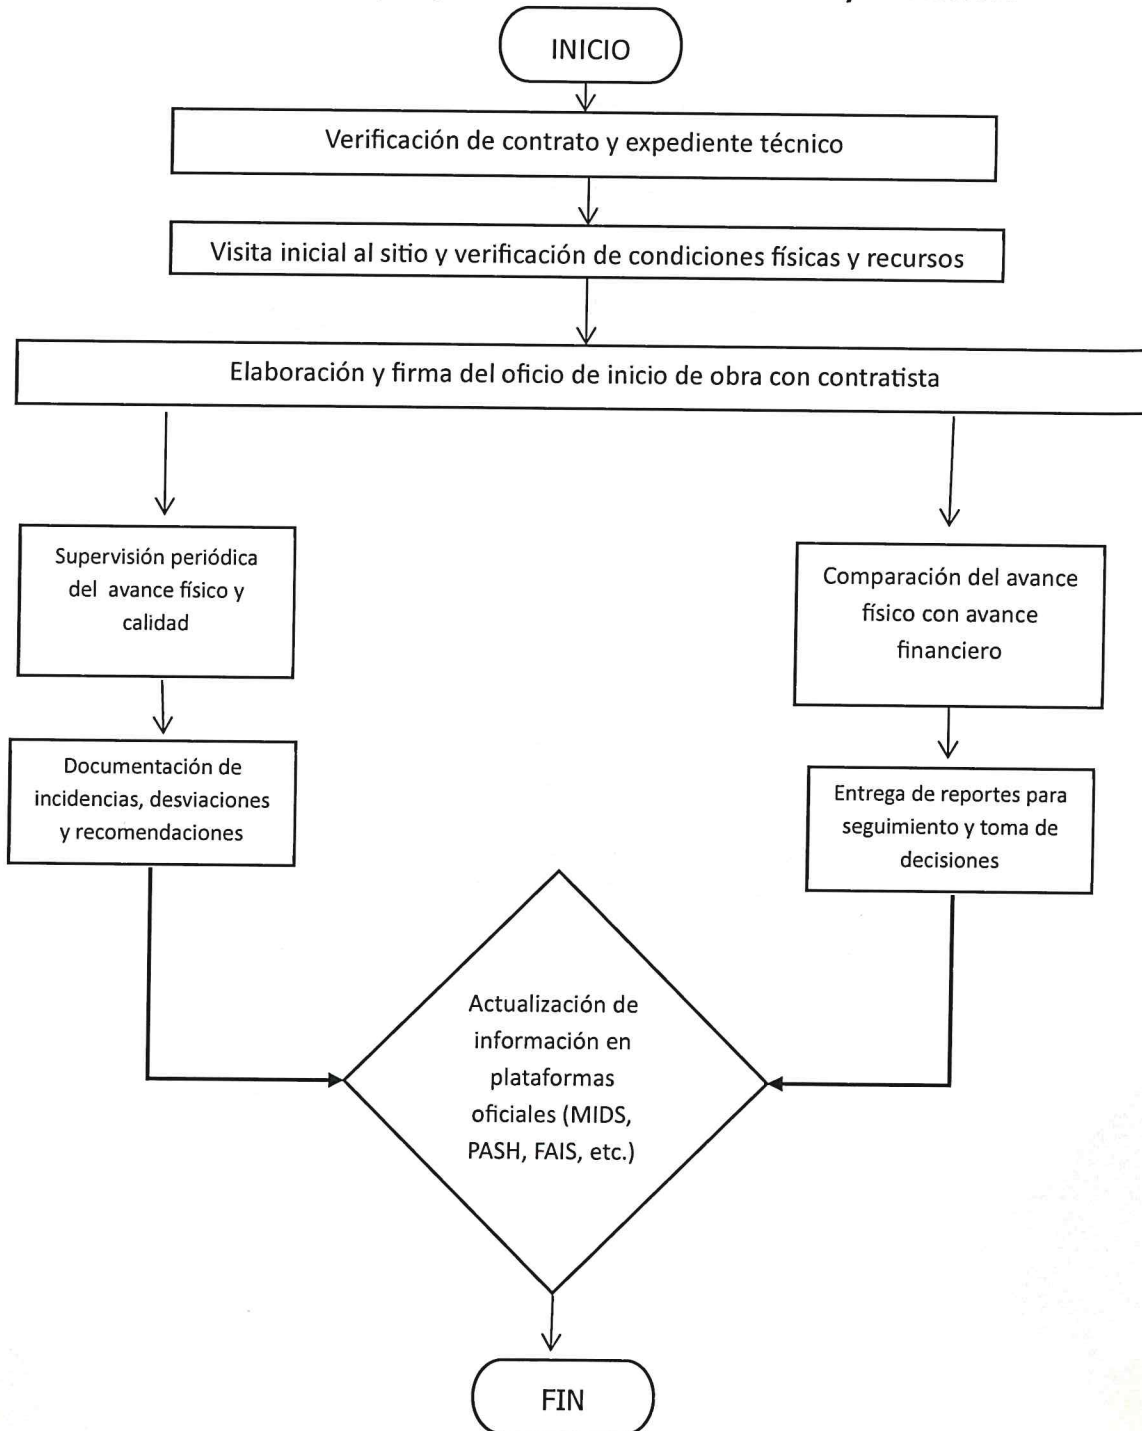 INICIO
Verificación de contrato y expediente técnico
Visita inicial al sitio y verificación de condiciones físicas y recursos
Elaboración y firma del oficio de inicio de obra con contratista
Supervisión periódica
del avance físico y
calidad
Comparación del avance
físico con avance
financiero
Documentación de
incidencias, desviaciones
y recomendaciones
Entrega de reportes para
seguimiento y toma de
decisiones
Actualización de
información en
plataformas
oficiales (MIDS,
PASH, FAIS, etc.)
FIN